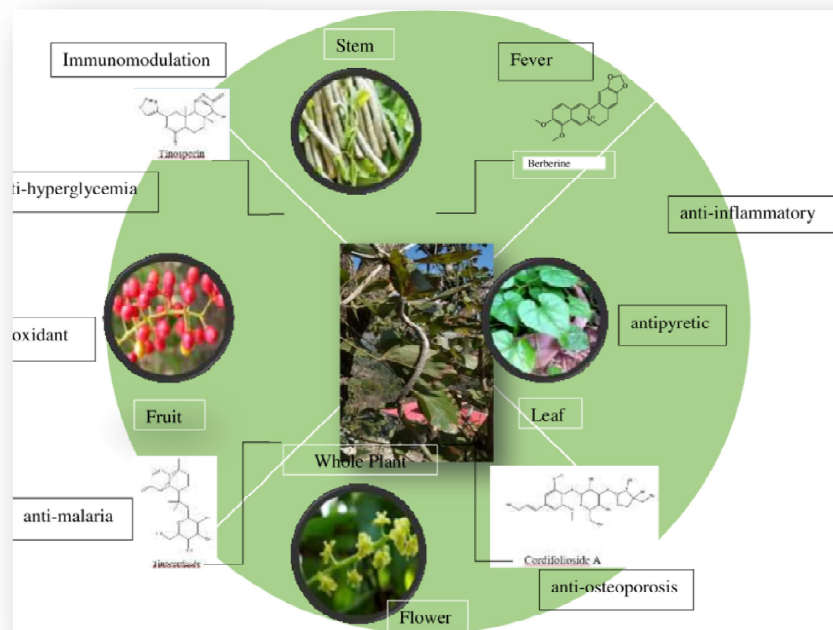 Stem
Immunomodulation
Fever
Tinosperin
Berberine
ti-hyperglycemia
anti-inflammatory
oxidant
antipyretic
Fruit
Leaf
Whole Plant
anti-malaria
Cordifolioside A
anti-osteoporosis
Flower